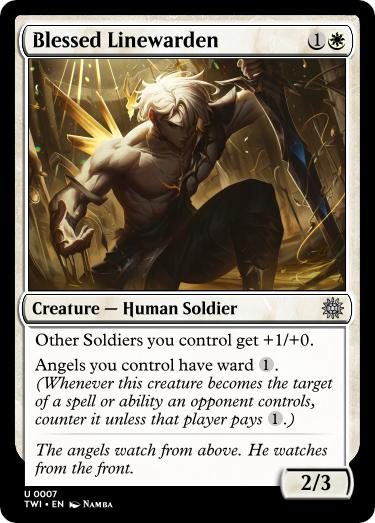 Blessed Linewarden 1
Creature — Human Soldier
Other Soldiers you control get +1/+0.
Angels you control have ward 1.
(Whenever this creature becomes the target
of a spell or ability an opponent controls,
counter it unless that player pays 1.)
The angels watch from above. He watches
from the front.
2/3
U 0007
TWI • EN Namba